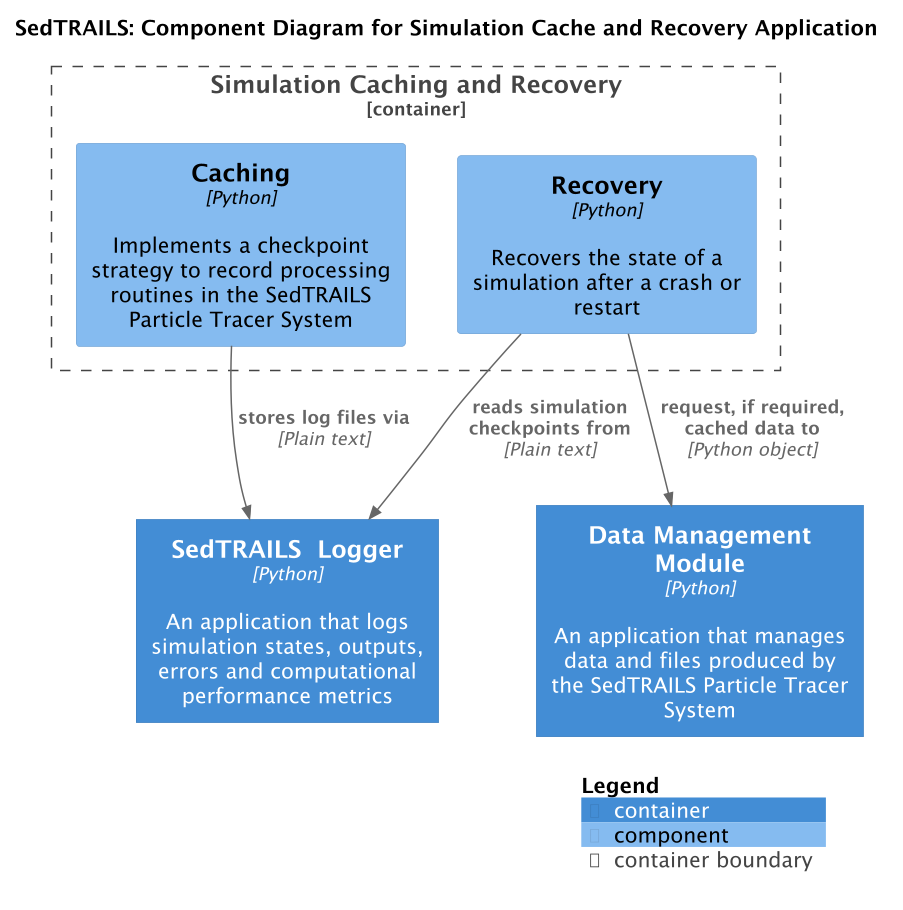 SedTRAILS: Component Diagram for Simulation Cache and Recovery Application
Simulation Caching and Recovery
[container]
Caching
[Python]
Implements a checkpoint
strategy to record processing
routines in the SedTRAILS
Particle Tracer System
Recovery
[Python]
Recovers the state of a
simulation after a crash or
restart
stores log files via
[Plain text]
reads simulation
checkpoints from
[Plain text]
request, if required,
cached data to
[Python object]
SedTRAILS  Logger
[Python]
An application that logs
simulation states, outputs,
errors and computational
performance metrics
Data Management
Module
[Python]
An application that manages
data and files produced by
the SedTRAILS Particle Tracer
System
Legend
container
component
container boundary